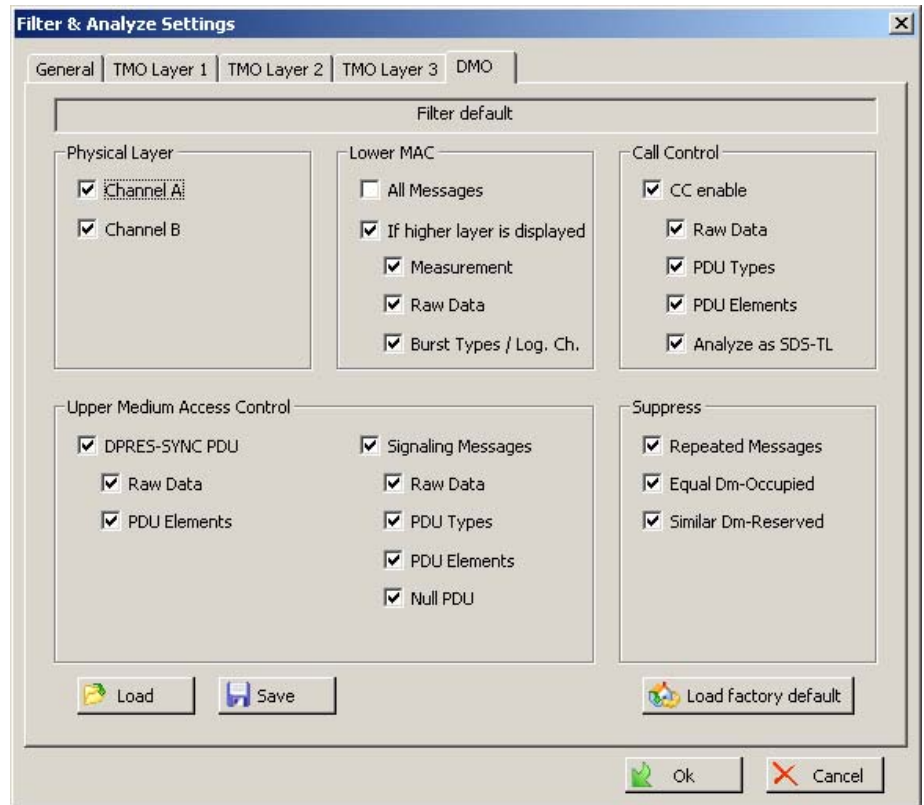 Filter & Analyze Settings
General
TMO Layer 1
TMO Layer 2
TMO Layer 3
DMO
Filter default
Physical Layer
Channel A
Channel B
Lower MAC
All Messages
If higher layer is displayed
Measurement
Raw Data
Burst Types / Log. Ch.
Call Control
CC enable
Raw Data
PDU Types
PDU Elements
Analyze as SDS-TL
Upper Medium Access Control
DPRES-SYNC PDU
Raw Data
PDU Elements
Signaling Messages
Raw Data
PDU Types
PDU Elements
Null PDU
Suppress
Repeated Messages
Equal Dm-Occupied
Similar Dm-Reserved
Load
Save
Load factory default
Ok
Cancel